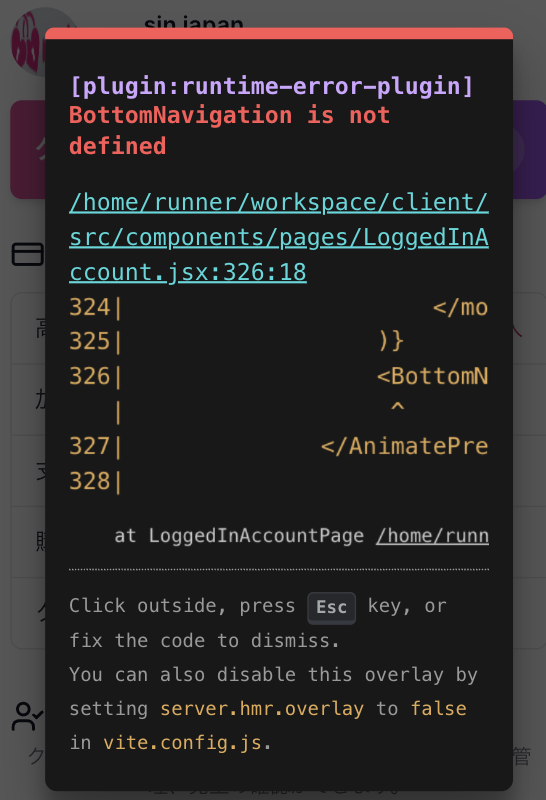 sin japan
[plugin:runtime-error-plugin]
BottomNavigation is not
defined
/home/runner/workspace/client/
src/components/pages/LoggedInA
ccount.jsx:326:18
324| </mo
325| )}
326| <BottomN
| ^
327| </AnimatePre
328|
at LoggedInAccountPage /home/runn
Click outside, press Esc key, or
fix the code to dismiss.
You can also disable this overlay by
setting server.hmr.overlay to false
in vite.config.js.